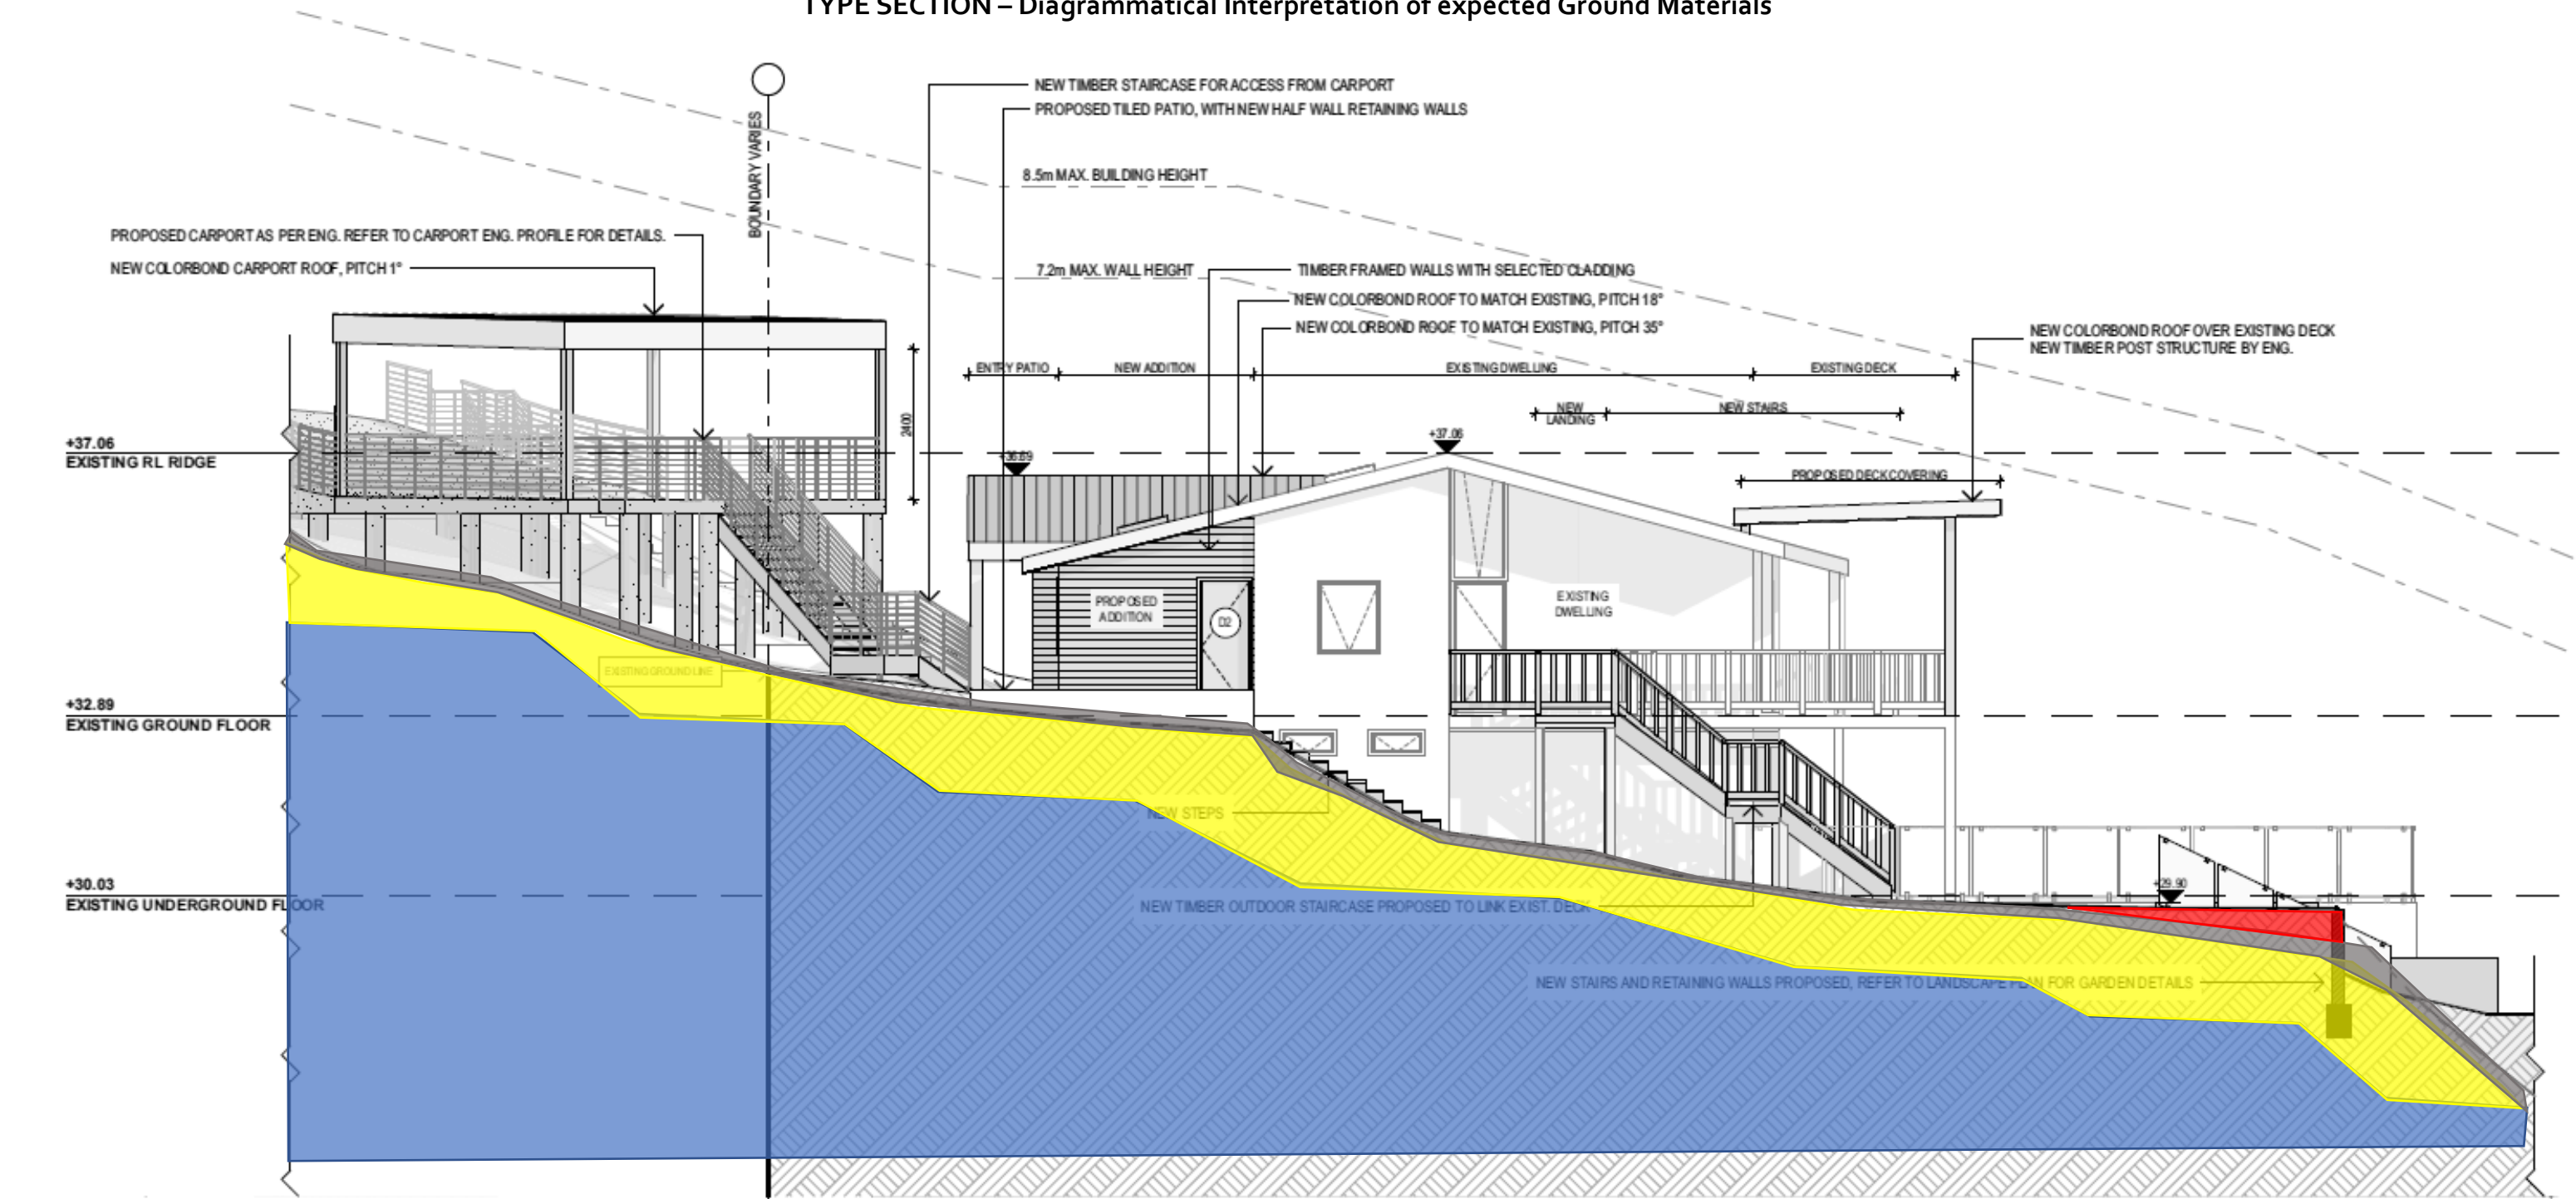 TYPE SECTION – Diagrammatical Interpretation of expected Ground Materials
NEW TIMBER STAIRCASE FOR ACCESS FROM CARPORT
PROPOSED TILED PATIO, WITH NEW HALF WALL RETAINING WALLS
BOUNDARY VARIES
8.5m MAX. BUILDING HEIGHT
PROPOSED CARPORT AS PER ENG. REFER TO CARPORT ENG. PROFILE FOR DETAILS.
NEW COLORBOND CARPORT ROOF, PITCH 1°
7.2m MAX. WALL HEIGHT
TIMBER FRAMED WALLS WITH SELECTED CLADDING
NEW COLORBOND ROOF TO MATCH EXISTING, PITCH 18°
NEW COLORBOND ROOF TO MATCH EXISTING, PITCH 35°
NEW COLORBOND ROOF OVER EXISTING DECK
NEW TIMBER POST STRUCTURE BY ENG.
ENTRY PATIO
NEW ADDITION
EXISTING DWELLING
EXISTING DECK
NEW
LANDING
NEW STAIRS
2400
+37.06
EXISTING RL RIDGE
+36.69
+37.06
PROPOSED DECK COVERING
PROPOSED
ADDITION
D2
EXISTING
DWELLING
EXISTING GROUND LINE
+32.89
EXISTING GROUND FLOOR
NEW STEPS
+30.03
EXISTING UNDERGROUND FLOOR
NEW TIMBER OUTDOOR STAIRCASE PROPOSED TO LINK EXIST. DECK
+29.90
NEW STAIRS AND RETAINING WALLS PROPOSED, REFER TO LANDSCAPE PLAN FOR GARDEN DETAILS